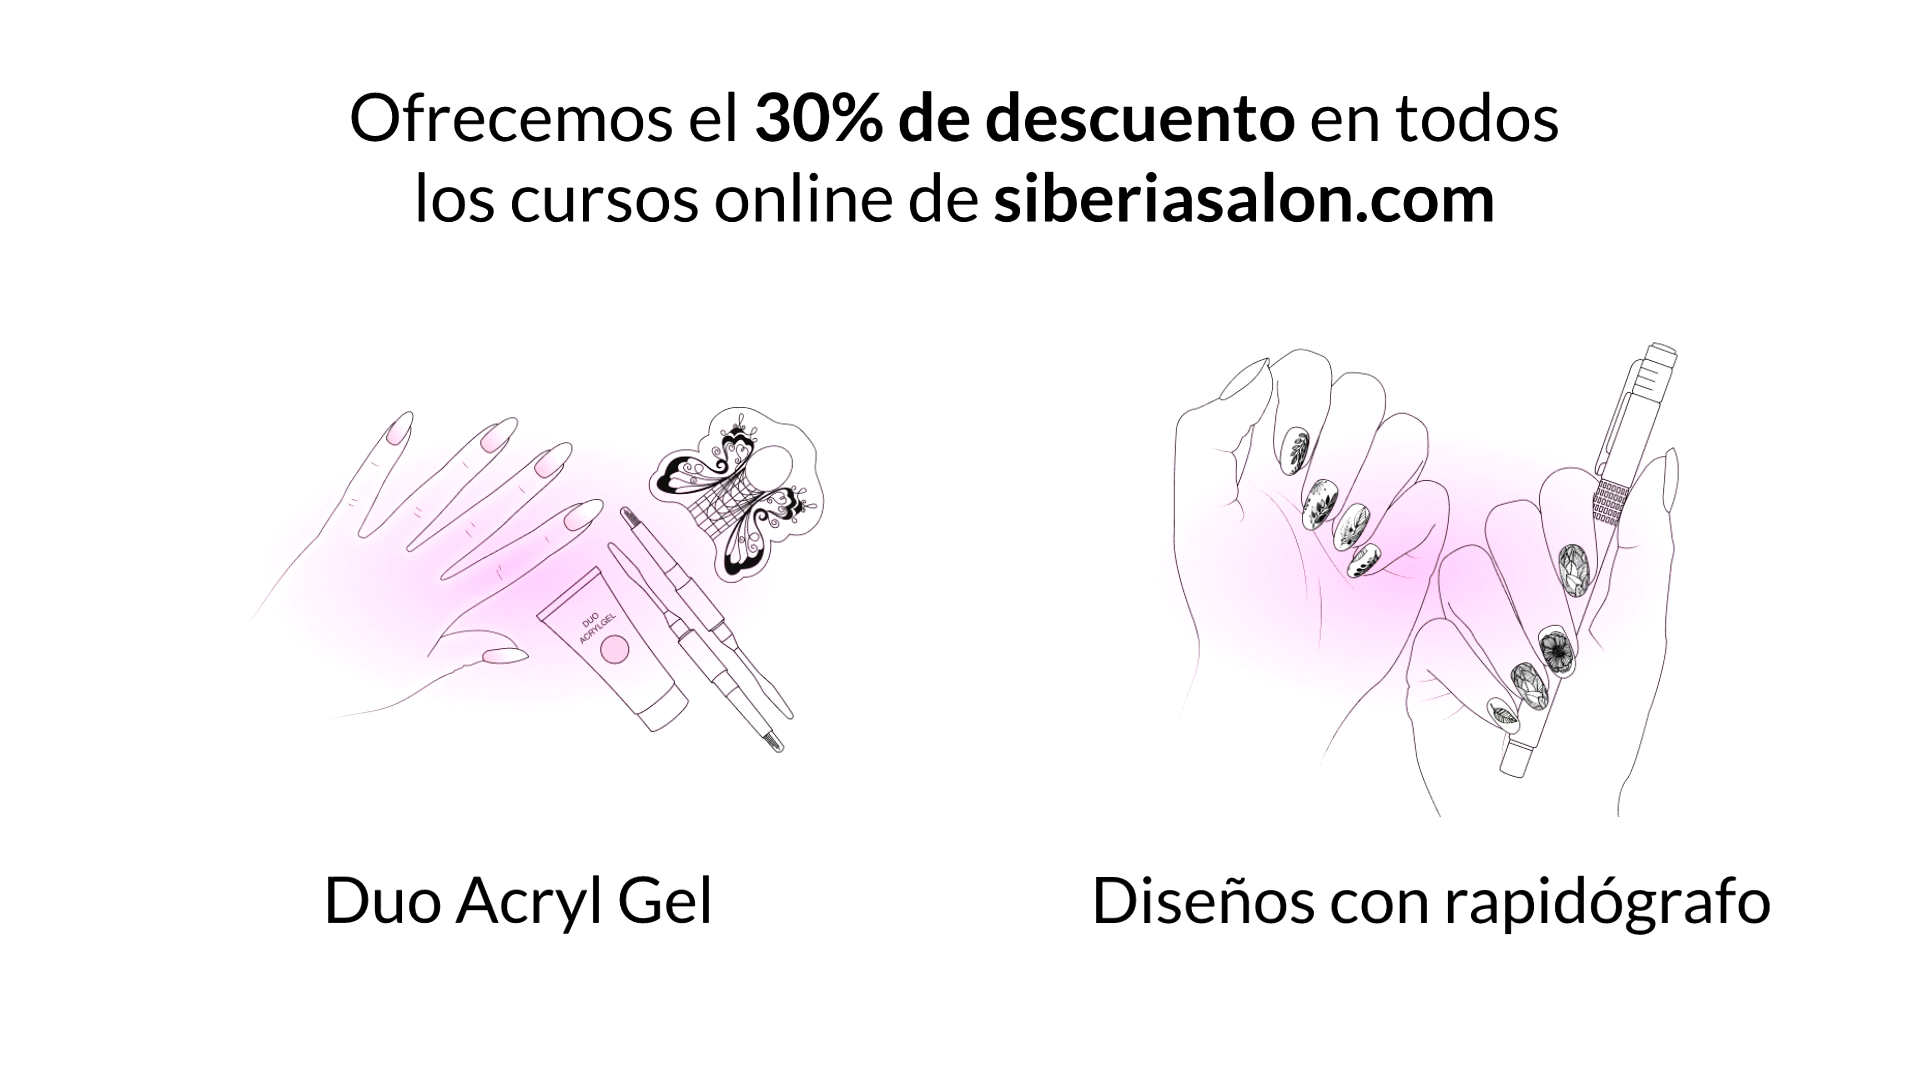 Ofrecemos el 30% de descuento en todos
los cursos online de siberiasalon.com
DUO
ACRYLGEL
Duo Acryl Gel
Diseños con rapidógrafo